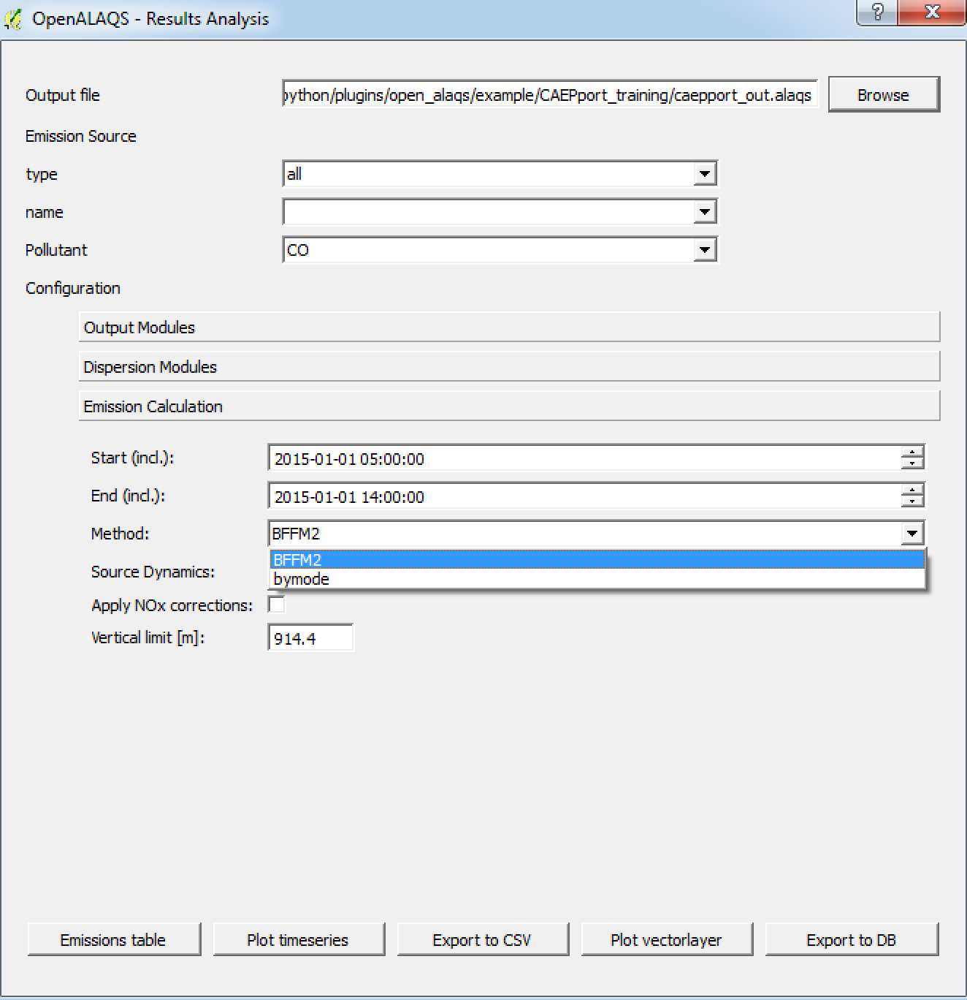 OpenALAQS - Results Analysis
?
Output file
python/plugins/open_alaqs/example/CAEPport_training/caepport_out.alaqs
Browse
Emission Source
type
all
name
Pollutant
CO
Configuration
Output Modules
Dispersion Modules
Emission Calculation
Start (incl.):
2015-01-01 05:00:00
End (incl.):
2015-01-01 14:00:00
Method:
BFFM2
BFFM2
Source Dynamics:
bymode
Apply NOx corrections:
Vertical limit [m]:
914.4
Emissions table
Plot timeseries
Export to CSV
Plot vectorlayer
Export to DB